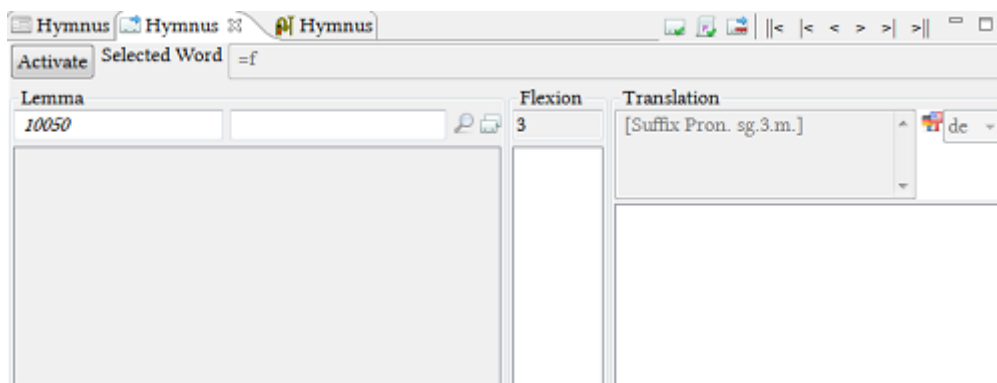 Hymnus Hymnus Hymnus ||< |< < > >| >||
Activate Selected Word =f
Lemma Flexion Translation
10050 3 [Suffix Pron. sg.3.m.] de